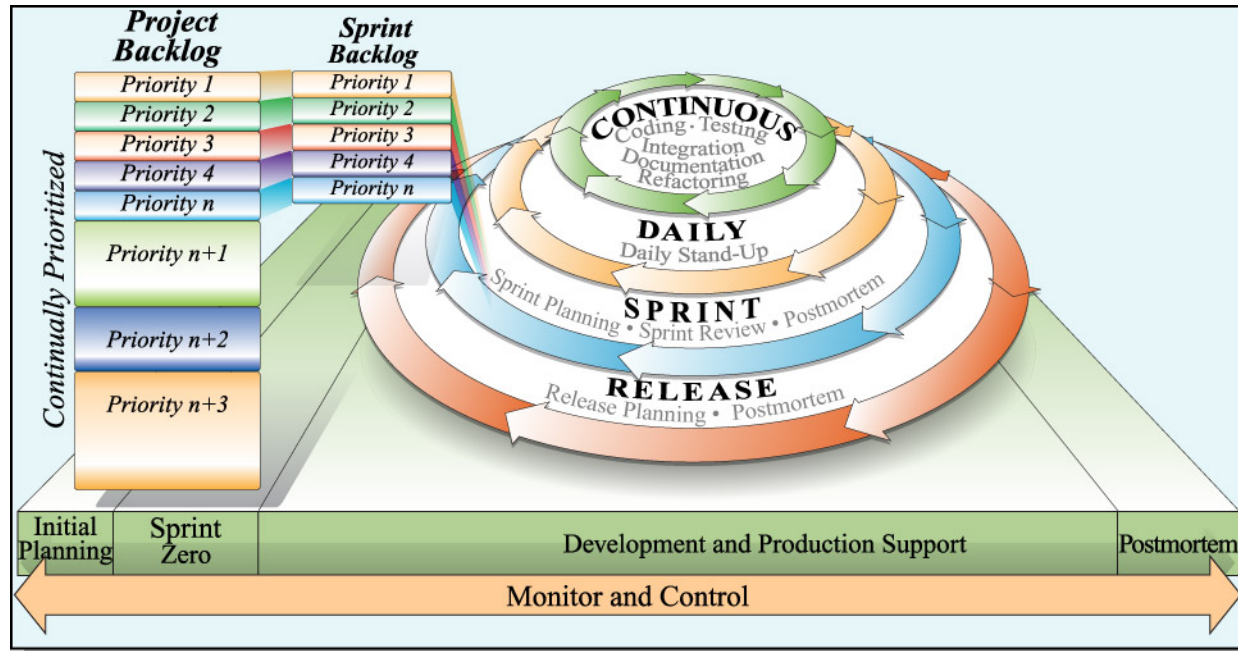 Project
Backlog
Priority 1
Priority 2
Priority 3
Priority 4
Priority n
Priority n+1
Priority n+2
Priority n+3
Continually Prioritized
Sprint
Backlog
Priority 1
Priority 2
Priority 3
Priority 4
Priority n
CONTINUOUS
Coding · Testing
Integration
Documentation
Refactoring
DAILY
Daily Stand-Up
SPRINT
Sprint Planning • Sprint Review • Postmortem
RELEASE
Release Planning • Postmortem
Initial
Planning
Sprint
Zero
Development and Production Support
Postmortem
Monitor and Control